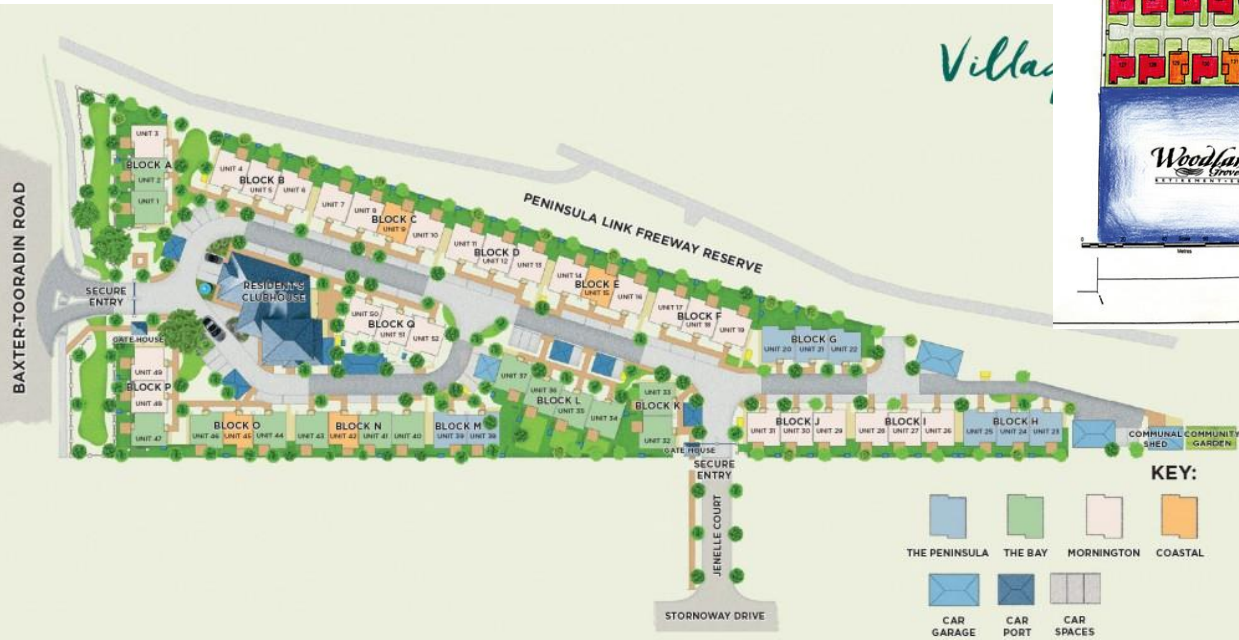 Villag
Woodlan
Grove
UNIT 3
BLOCK A
UNIT 2
UNIT 1
UNIT 4
BLOCK B
UNIT 5
UNIT 6
UNIT 7
UNIT 8
BLOCK C
UNIT 9
UNIT 10
UNIT 11
BLOCK D
UNIT 12
UNIT 13
UNIT 14
BLOCK E
UNIT 15
UNIT 16
UNIT 17
BLOCK F
UNIT 18
UNIT 19
PENINSULA LINK FREEWAY RESERVE
BLOCK G
UNIT 20 UNIT 21 UNIT 22
BAXTER-TOORADIN ROAD
SECURE
ENTRY
GATE HOUSE
RESIDENT'S
CLUBHOUSE
UNIT 50
BLOCK Q
UNIT 51
UNIT 52
UNIT 49
BLOCK P
UNIT 48
UNIT 47
BLOCK O
UNIT 46 UNIT 45 UNIT 44
BLOCK N
UNIT 43 UNIT 42 UNIT 41 UNIT 40
BLOCK M
UNIT 39 UNIT 38
UNIT 37
UNIT 36
BLOCK L
UNIT 35
UNIT 34
UNIT 33
BLOCK K
UNIT 32
GATE HOUSE
SECURE
ENTRY
BLOCK J
UNIT 31 UNIT 30 UNIT 29
BLOCK I
UNIT 28 UNIT 27 UNIT 26
BLOCK H
UNIT 25 UNIT 24 UNIT 23
COMMUNAL
SHED
COMMUNITY
GARDEN
JENELLE COURT
STORNOWAY DRIVE
KEY:
THE PENINSULA
THE BAY
MORNINGTON
COASTAL
CAR
GARAGE
CAR
PORT
CAR
SPACES